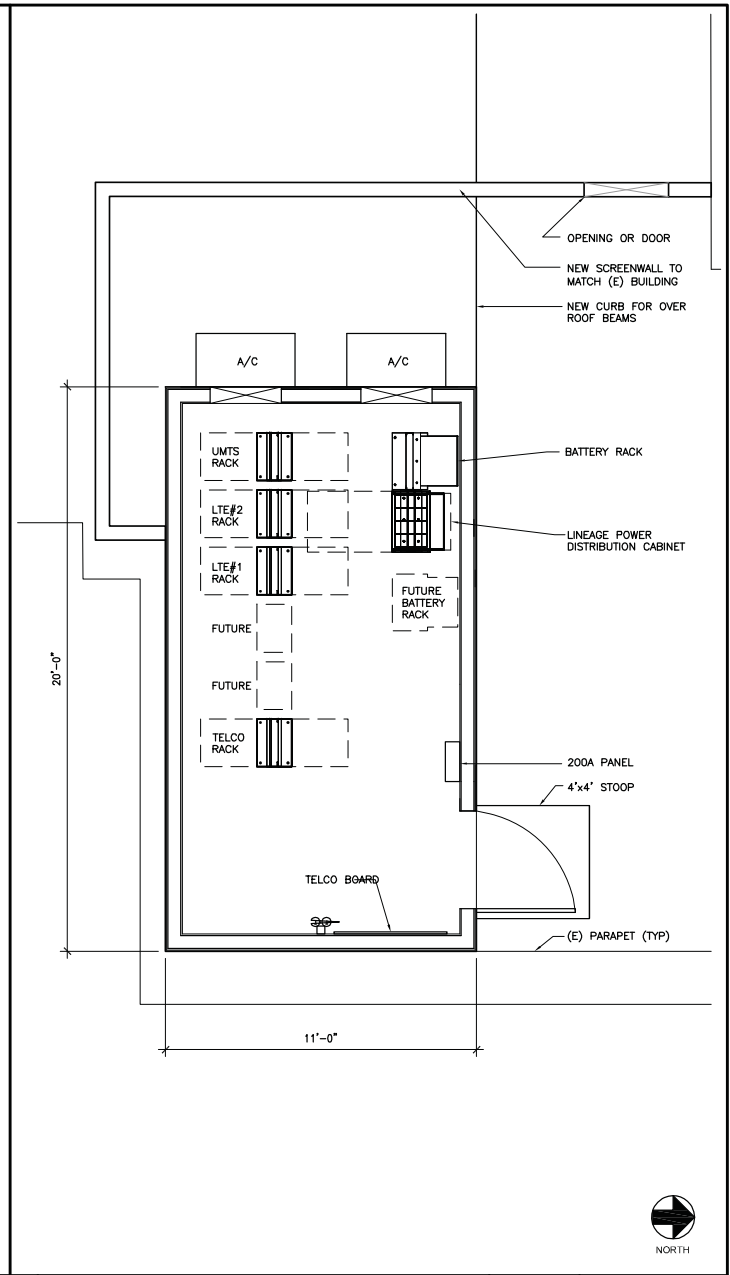 OPENING OR DOOR
NEW SCREENWALL TO
MATCH (E) BUILDING
NEW CURB FOR OVER
ROOF BEAMS
A/C
A/C
UMTS
RACK
BATTERY RACK
LTE#2
RACK
LINEAGE POWER
DISTRIBUTION CABINET
LTE#1
RACK
FUTURE
BATTERY
RACK
FUTURE
20'-0"
FUTURE
TELCO
RACK
200A PANEL
4'x4' STOOP
TELCO BOARD
(E) PARAPET (TYP)
11'-0"
NORTH